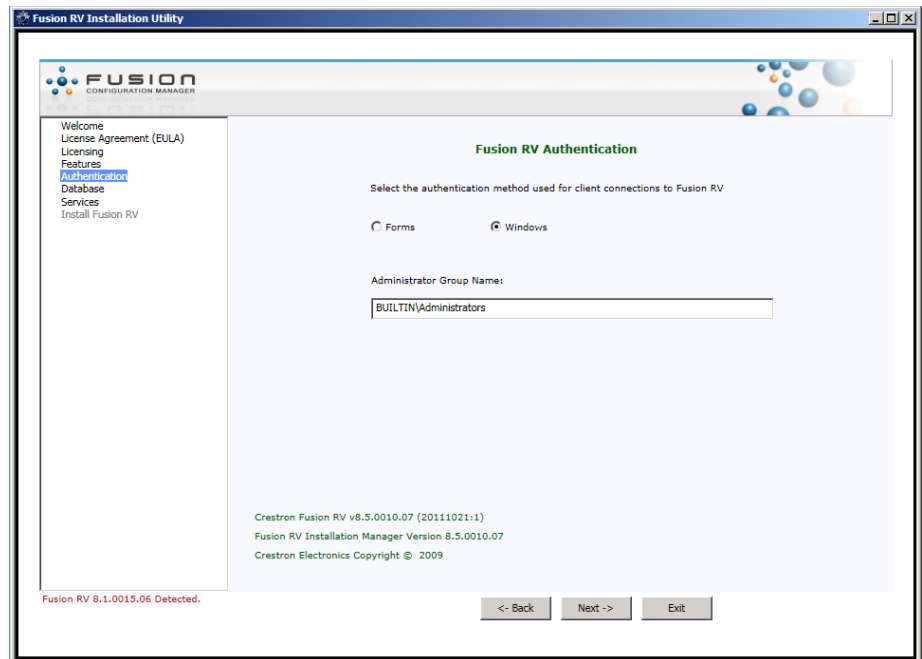 Fusion RV Installation Utility
FUSION
CONFIGURATION MANAGER
Welcome
License Agreement (EULA)
Licensing
Features
Authentication
Database
Services
Install Fusion RV
Fusion RV Authentication
Select the authentication method used for client connections to Fusion RV
Forms
Windows
Administrator Group Name:
BUILTIN\Administrators
Crestron Fusion RV v8.5.0010.07 (20111021:1)
Fusion RV Installation Manager Version 8.5.0010.07
Crestron Electronics Copyright © 2009
Fusion RV 8.1.0015.06 Detected.
<- Back
Next ->
Exit